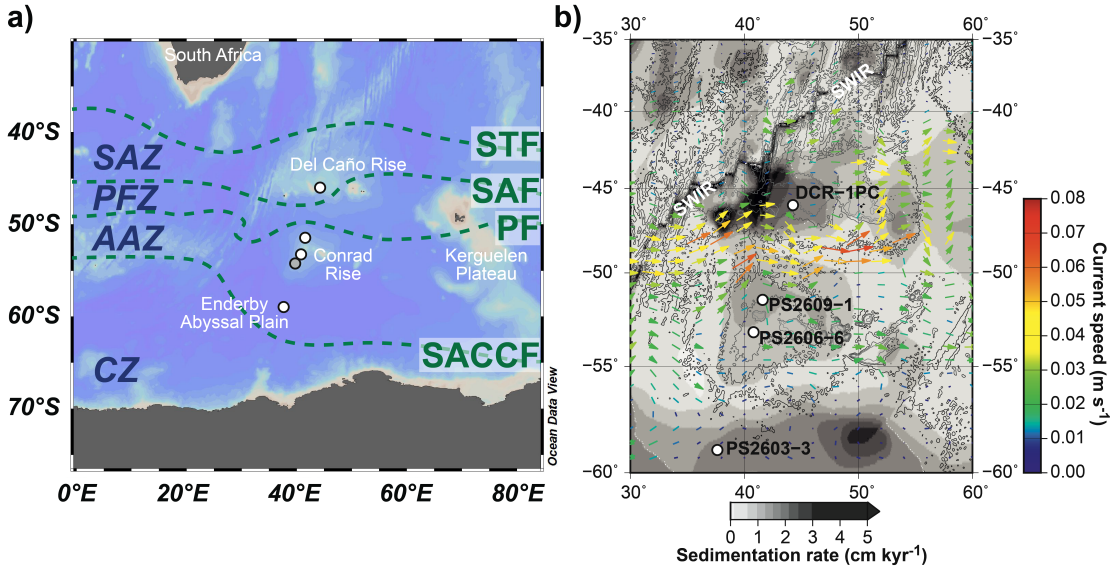 a)
South Africa
40°S
50°S
60°S
70°S
SAZ
PFZ
AAZ
CZ
STF
SAF
PF
SACCF
Del Caño Rise
Conrad
Rise
Kerguelen
Plateau
Enderby
Abyssal Plain
Ocean Data View
0°E
20°E
40°E
60°E
80°E
b)
30°
40°
50°
60°
−35°
−40°
−45°
−50°
−55°
−60°
−35°
−40°
−45°
−50°
−55°
−60°
SWIR
SWIR
DCR−1PC
PS2609−1
PS2606−6
PS2603−3
30°
40°
50°
60°
0
1
2
3
4
5
Sedimentation rate (cm kyr⁻¹)
0.08
0.07
0.06
0.05
0.04
0.03
0.02
0.01
0.00
Current speed (m s⁻¹)